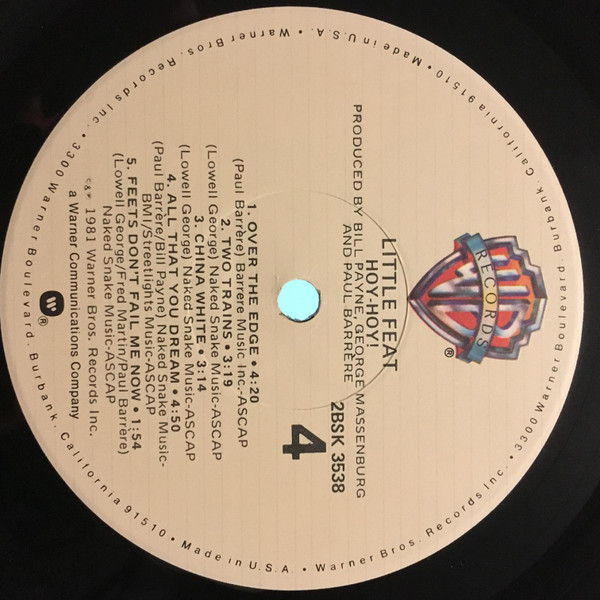 WB
RECORDS
®
LITTLE FEAT
HOY-HOY!
PRODUCED BY BILL PAYNE, GEORGE MASSENBURG
AND PAUL BARRÈRE
2BSK 3538
4
1. OVER THE EDGE • 4:20
(Paul Barrère) Barrere Music Inc.-ASCAP
2. TWO TRAINS • 3:19
(Lowell George) Naked Snake Music-ASCAP
3. CHINA WHITE • 3:14
(Lowell George) Naked Snake Music-ASCAP
4. ALL THAT YOU DREAM • 4:50
(Paul Barrère/Bill Payne) Naked Snake Music-
BMI/Streetlights Music-ASCAP
5. FEETS DON'T FAIL ME NOW • 1:54
(Lowell George/Fred Martin/Paul Barrère)
Naked Snake Music-ASCAP
©&℗ 1981 Warner Bros. Records Inc.
a Warner Communications Company
®
3300 Warner Boulevard. Burbank. California 91510 • Made in U.S.A. • Warner Bros. Records Inc. • 3300 Warner Boulevard. Burbank. California 91510 • Made in U.S.A. • Warner Bros. Records Inc. •